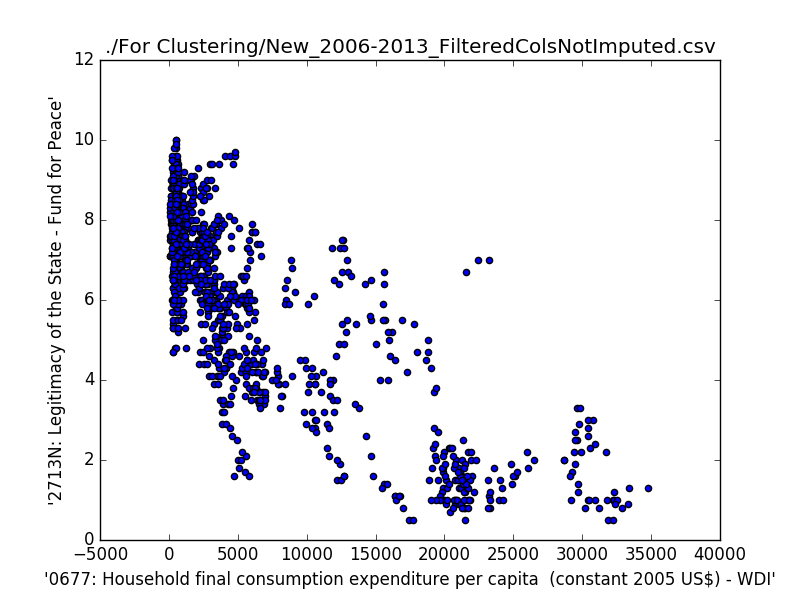 ./For Clustering/New_2006-2013_FilteredColsNotImputed.csv
12
10
8
6
4
2
0
'2713N: Legitimacy of the State - Fund for Peace'
−5000 0 5000 10000 15000 20000 25000 30000 35000 40000
'0677: Household final consumption expenditure per capita  (constant 2005 US$) - WDI'